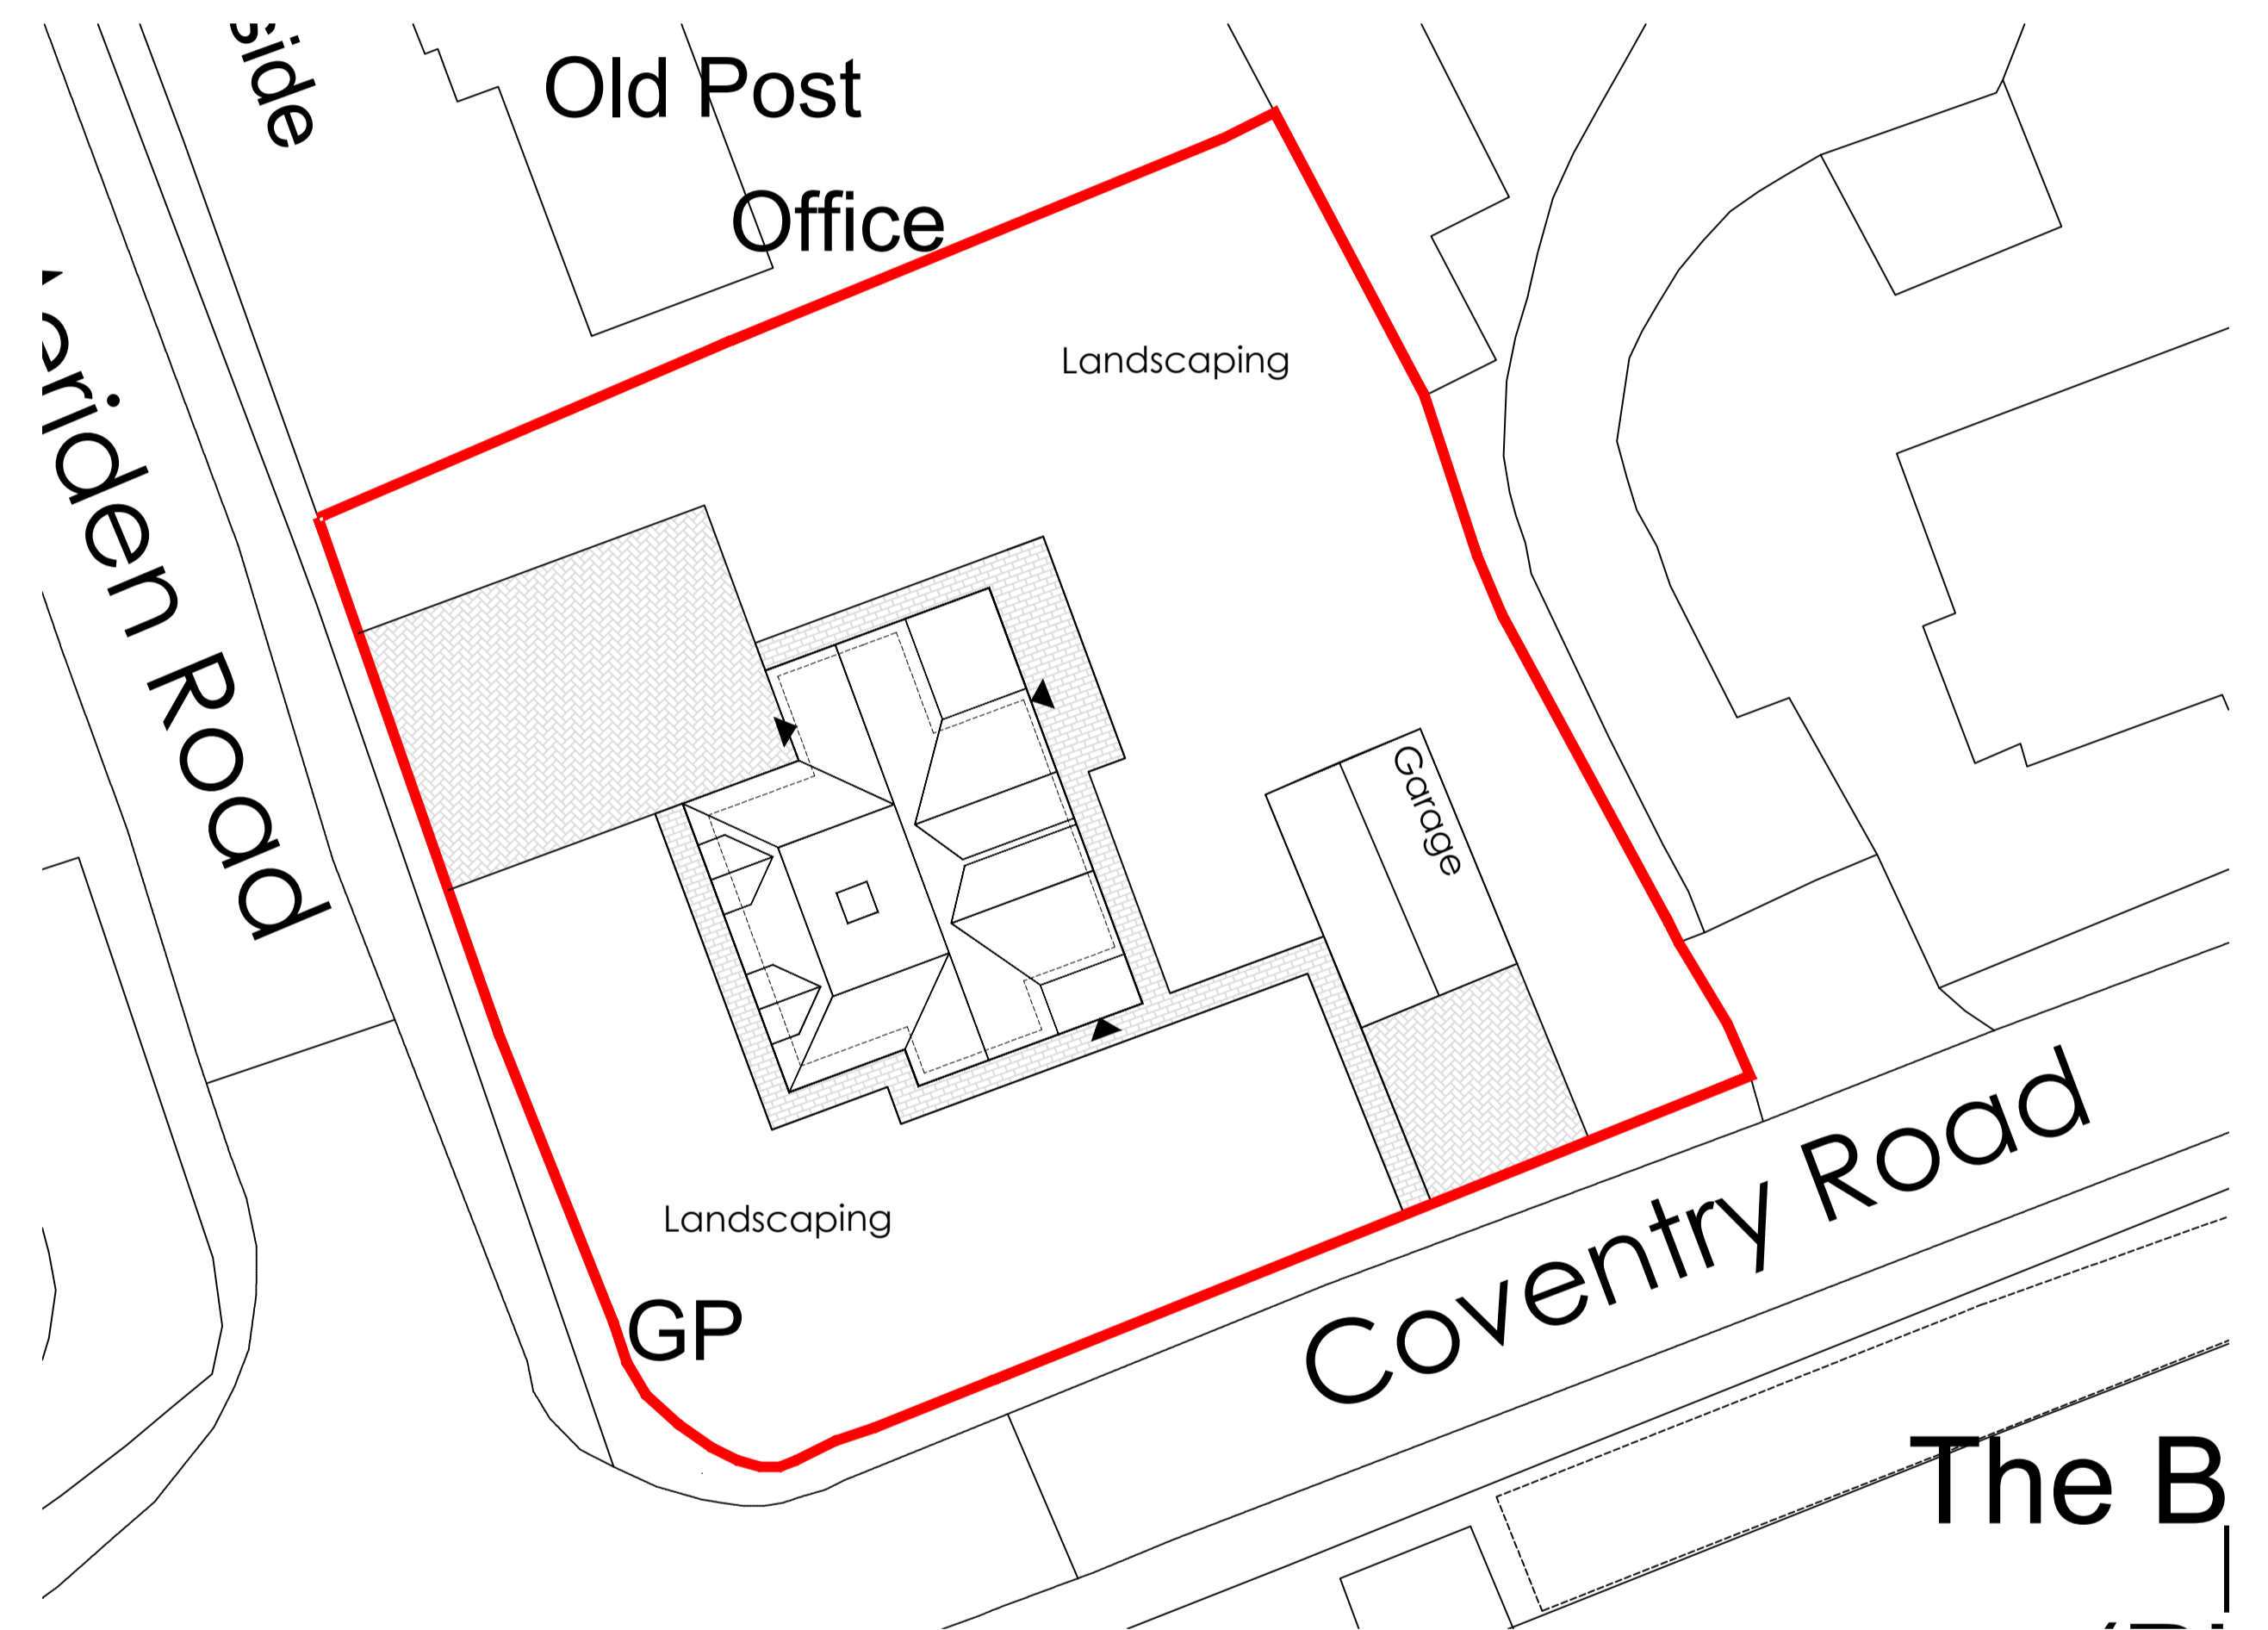 Old Post
Office
Landscaping
Road
Garage
Landscaping
GP
Coventry Road
The B